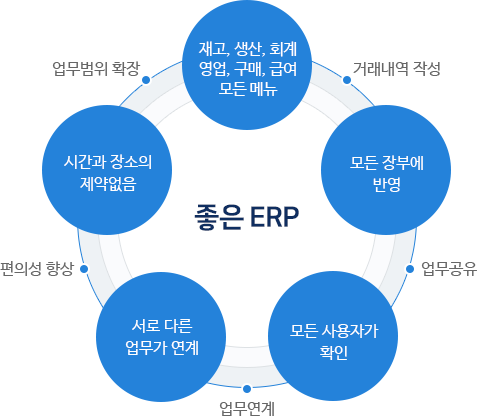 재고, 생산, 회계
영업, 구매, 급여
모든 메뉴
업무범위 확장
거래내역 작성
시간과 장소의
제약없음
모든 장부에
반영
좋은 ERP
편의성 향상
업무공유
서로 다른
업무가 연계
모든 사용자가
확인
업무연계